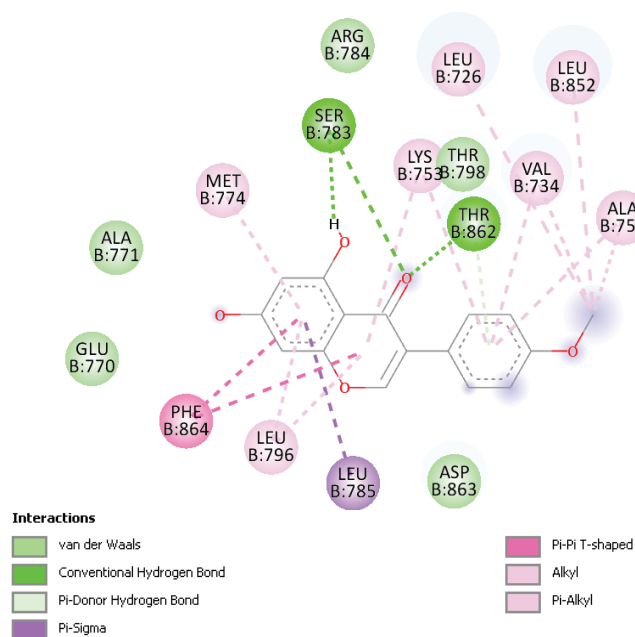 ARG
B:784
LEU
B:726
LEU
B:852
SER
B:783
LYS
B:753
THR
B:798
VAL
B:734
MET
B:774
THR
B:862
ALA
B:75
H
O
O
ALA
B:771
O
GLU
B:770
O
O
PHE
B:864
LEU
B:796
LEU
B:785
ASP
B:863
Interactions
van der Waals
Conventional Hydrogen Bond
Pi-Donor Hydrogen Bond
Pi-Sigma
Pi-Pi T-shaped
Alkyl
Pi-Alkyl